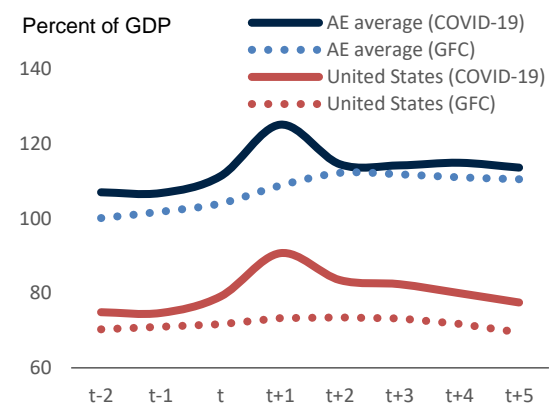 Percent of GDP
AE average (COVID-19)
AE average (GFC)
United States (COVID-19)
United States (GFC)
140
120
100
80
60
t-2 t-1 t t+1 t+2 t+3 t+4 t+5